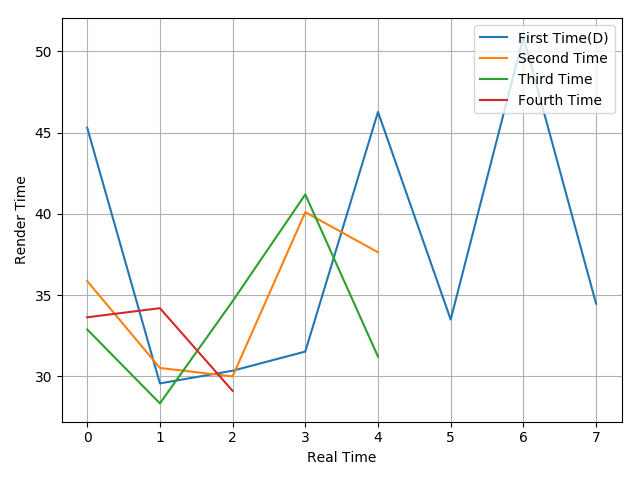 First Time(D)
Second Time
Third Time
Fourth Time
Render Time
50
45
40
35
30
0 1 2 3 4 5 6 7
Real Time